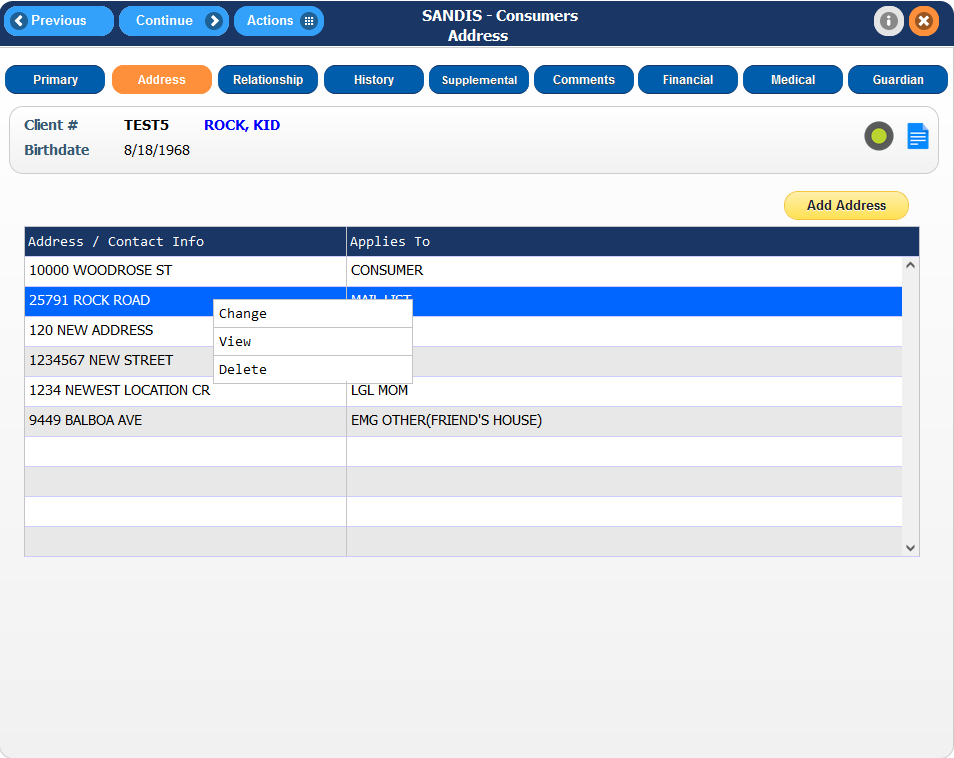 Previous Continue Actions
SANDIS - Consumers
Address
Primary Address Relationship History Supplemental Comments Financial Medical Guardian
Client # TEST5 ROCK, KID
Birthdate 8/18/1968
Add Address
Address / Contact Info Applies To
10000 WOODROSE ST CONSUMER
25791 ROCK ROAD MAIL LIST
Change
120 NEW ADDRESS
View
1234567 NEW STREET
Delete
1234 NEWEST LOCATION CR LGL MOM
9449 BALBOA AVE EMG OTHER(FRIEND'S HOUSE)